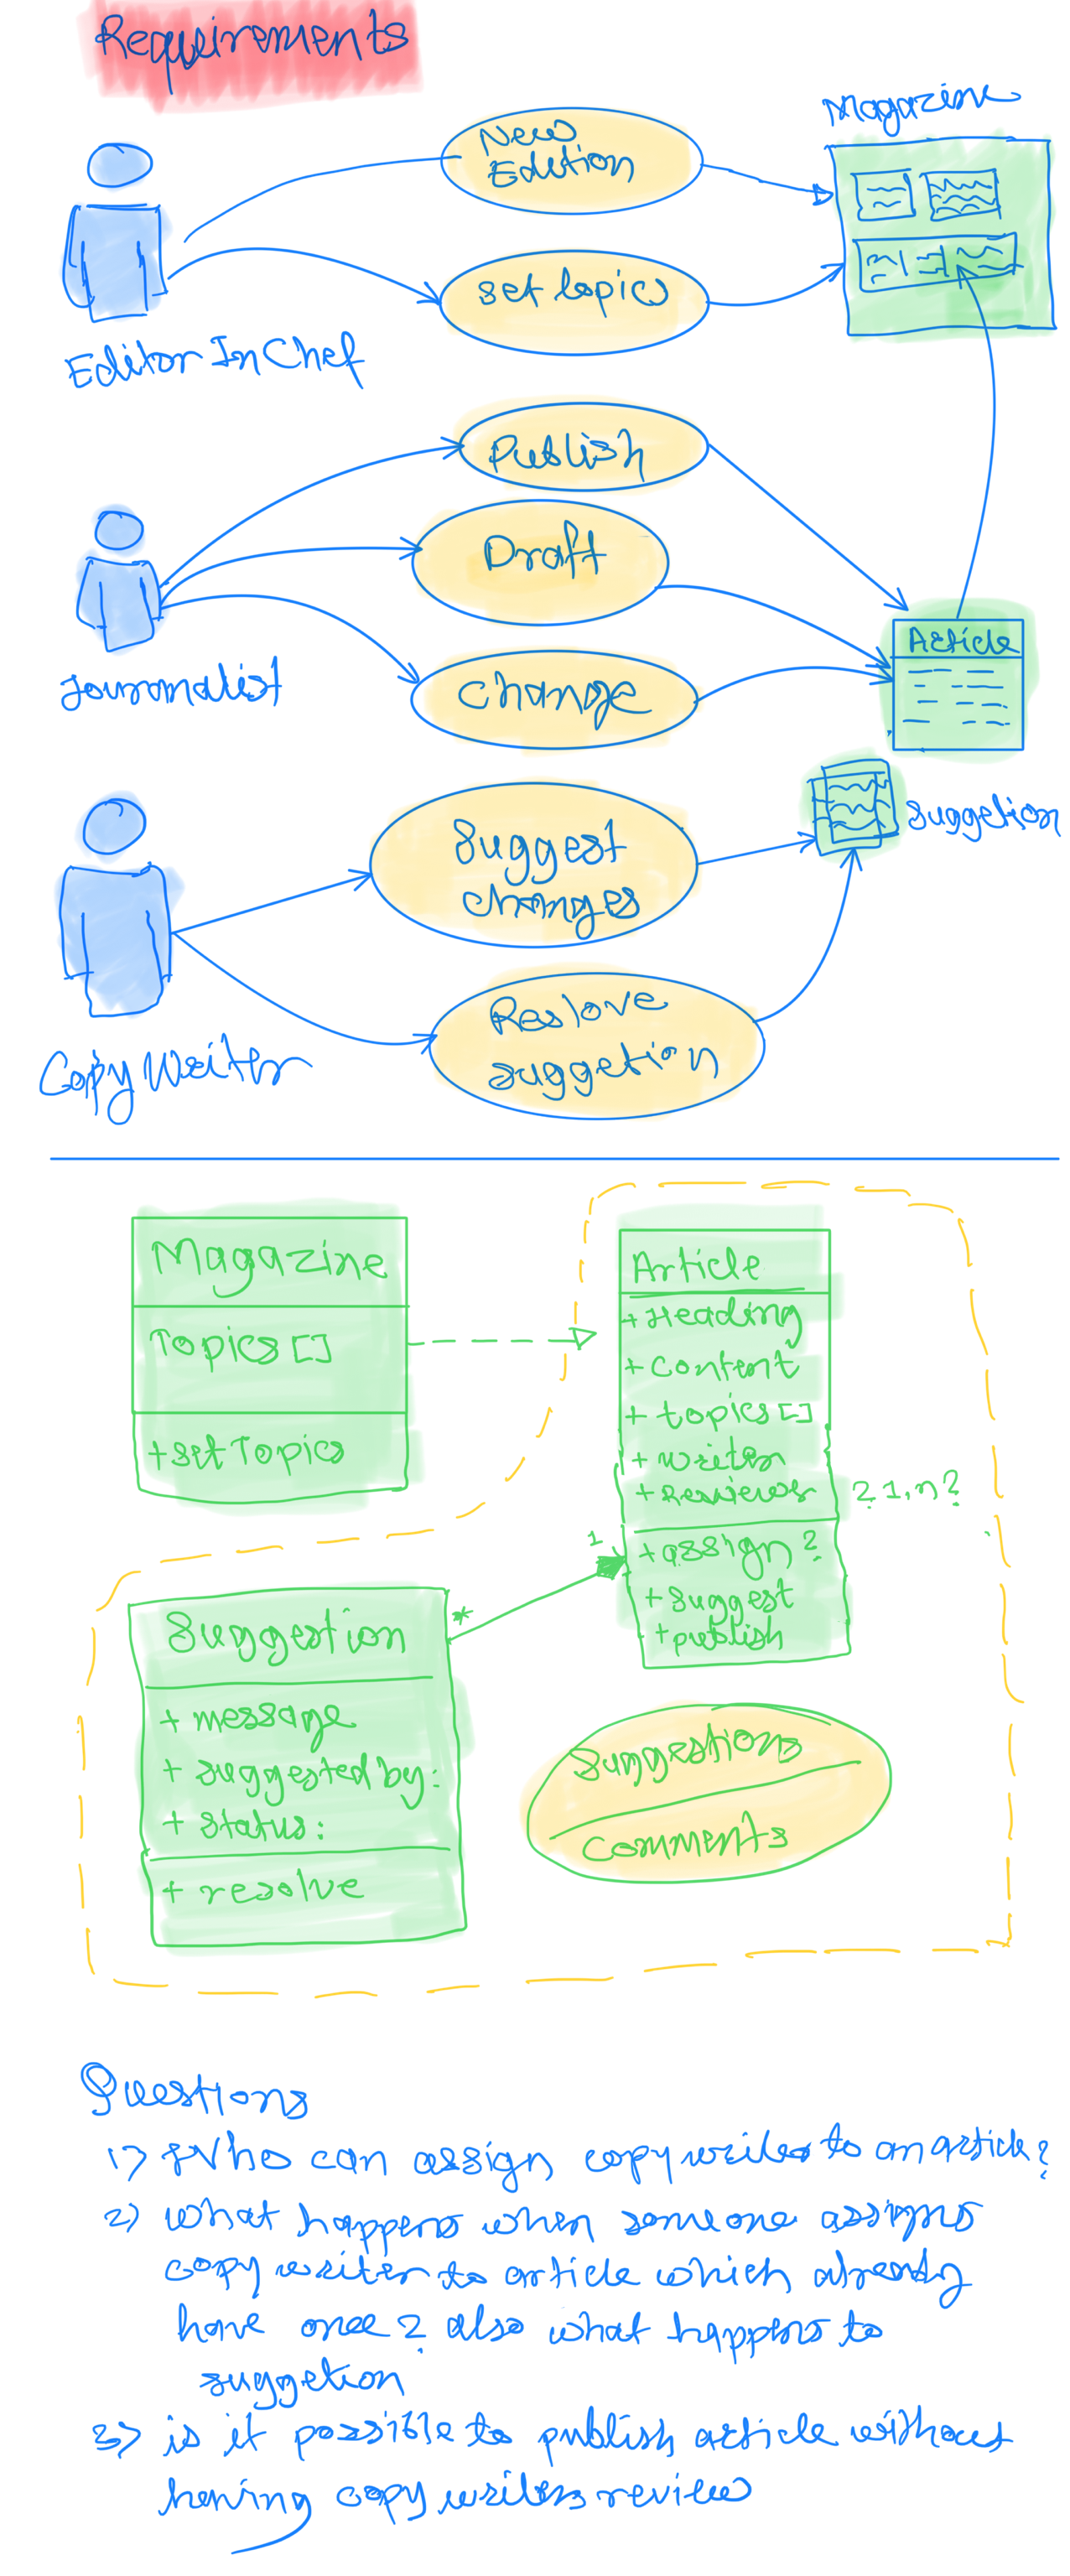 Requirements
Magazine
New
Edition
set topics
Editor In Chef
Publish
Draft
Journalist
Change
Article
Suggest
changes
suggetion
Reslove
suggetion
Copy Writer
Magazine
Topics []
+setTopics
Article
+Heading
+ content
+ topics []
+ writer
+ Reviewer
? 1, n ?
+assign ?
+ suggest
+ publish
1
*
Suggestion
+ message
+ suggested by:
+ status:
+ resolve
Suggestions
Comments
Questions
1) Who can assign copy writer to an article?
2) what happens when someone assigns
copy writer to article which already
have once ? also what happens to
suggetion
3) is it possible to publish article without
having copy writers review